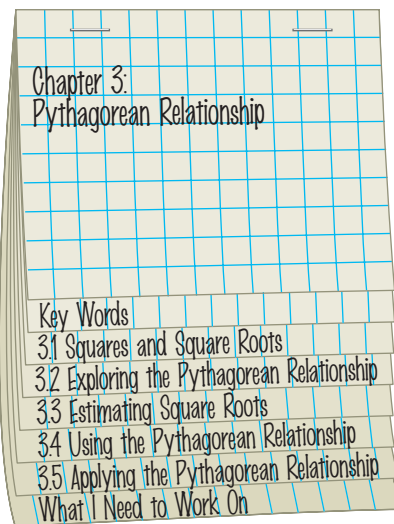 Chapter 3:
Pythagorean Relationship
Key Words
3.1 Squares and Square Roots
3.2 Exploring the Pythagorean Relationship
3.3 Estimating Square Roots
3.4 Using the Pythagorean Relationship
3.5 Applying the Pythagorean Relationship
What I Need to Work On